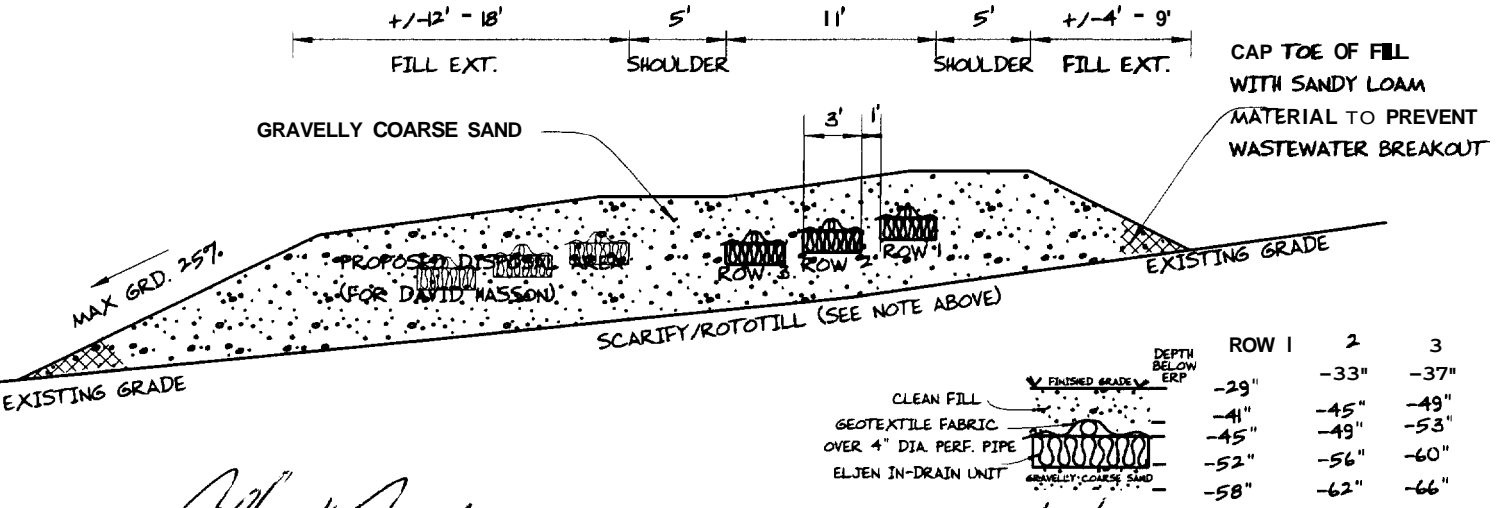 +/-12' - 18' 5' 11' 5' +/-4' - 9'
FILL EXT. SHOULDER SHOULDER FILL EXT.
CAP TOE OF FILL
WITH SANDY LOAM
MATERIAL TO PREVENT
WASTEWATER BREAKOUT
GRAVELLY COARSE SAND
3' 1'
MAX GRD. 25%
PROPOSED DISPOSAL AREA
(FOR DAVID MASSON)
ROW 3 ROW 2 ROW 1
EXISTING GRADE
SCARIFY/ROTOTILL (SEE NOTE ABOVE)
EXISTING GRADE
DEPTH
BELOW
ERP
ROW 1 2 3
FINISHED GRADE
-29" -33" -37"
CLEAN FILL
-41" -45" -49"
GEOTEXTILE FABRIC
OVER 4" DIA. PERF. PIPE
-45" -49" -53"
ELJEN IN-DRAIN UNIT
-52" -56" -60"
GRAVELLY COARSE SAND
-58" -62" -66"